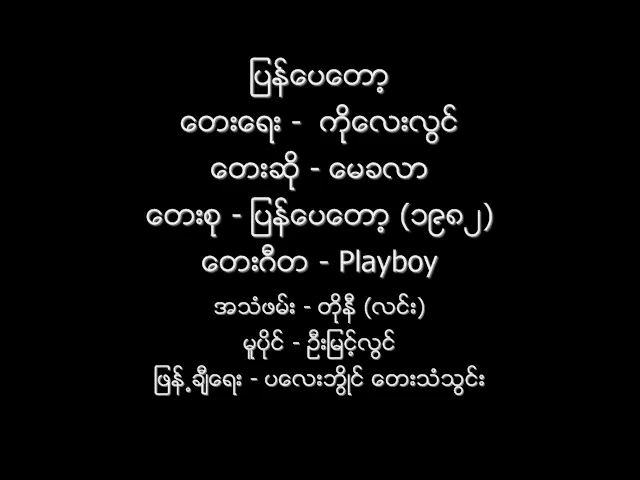 ပြန်ပေတော့
တေးရေး - ကိုလေးလွင်
တေးဆို - မေခလာ
တေးစု - ပြန်ပေတော့ (၁၉၈၂)
တေးဂီတ - Playboy
အသံဖမ်း - တိုနီ (လင်း)
မူပိုင် - ဦးမြင့်လွင်
ဖြန့်ချီရေး - ပလေးဘွိုင် တေးသံသွင်း